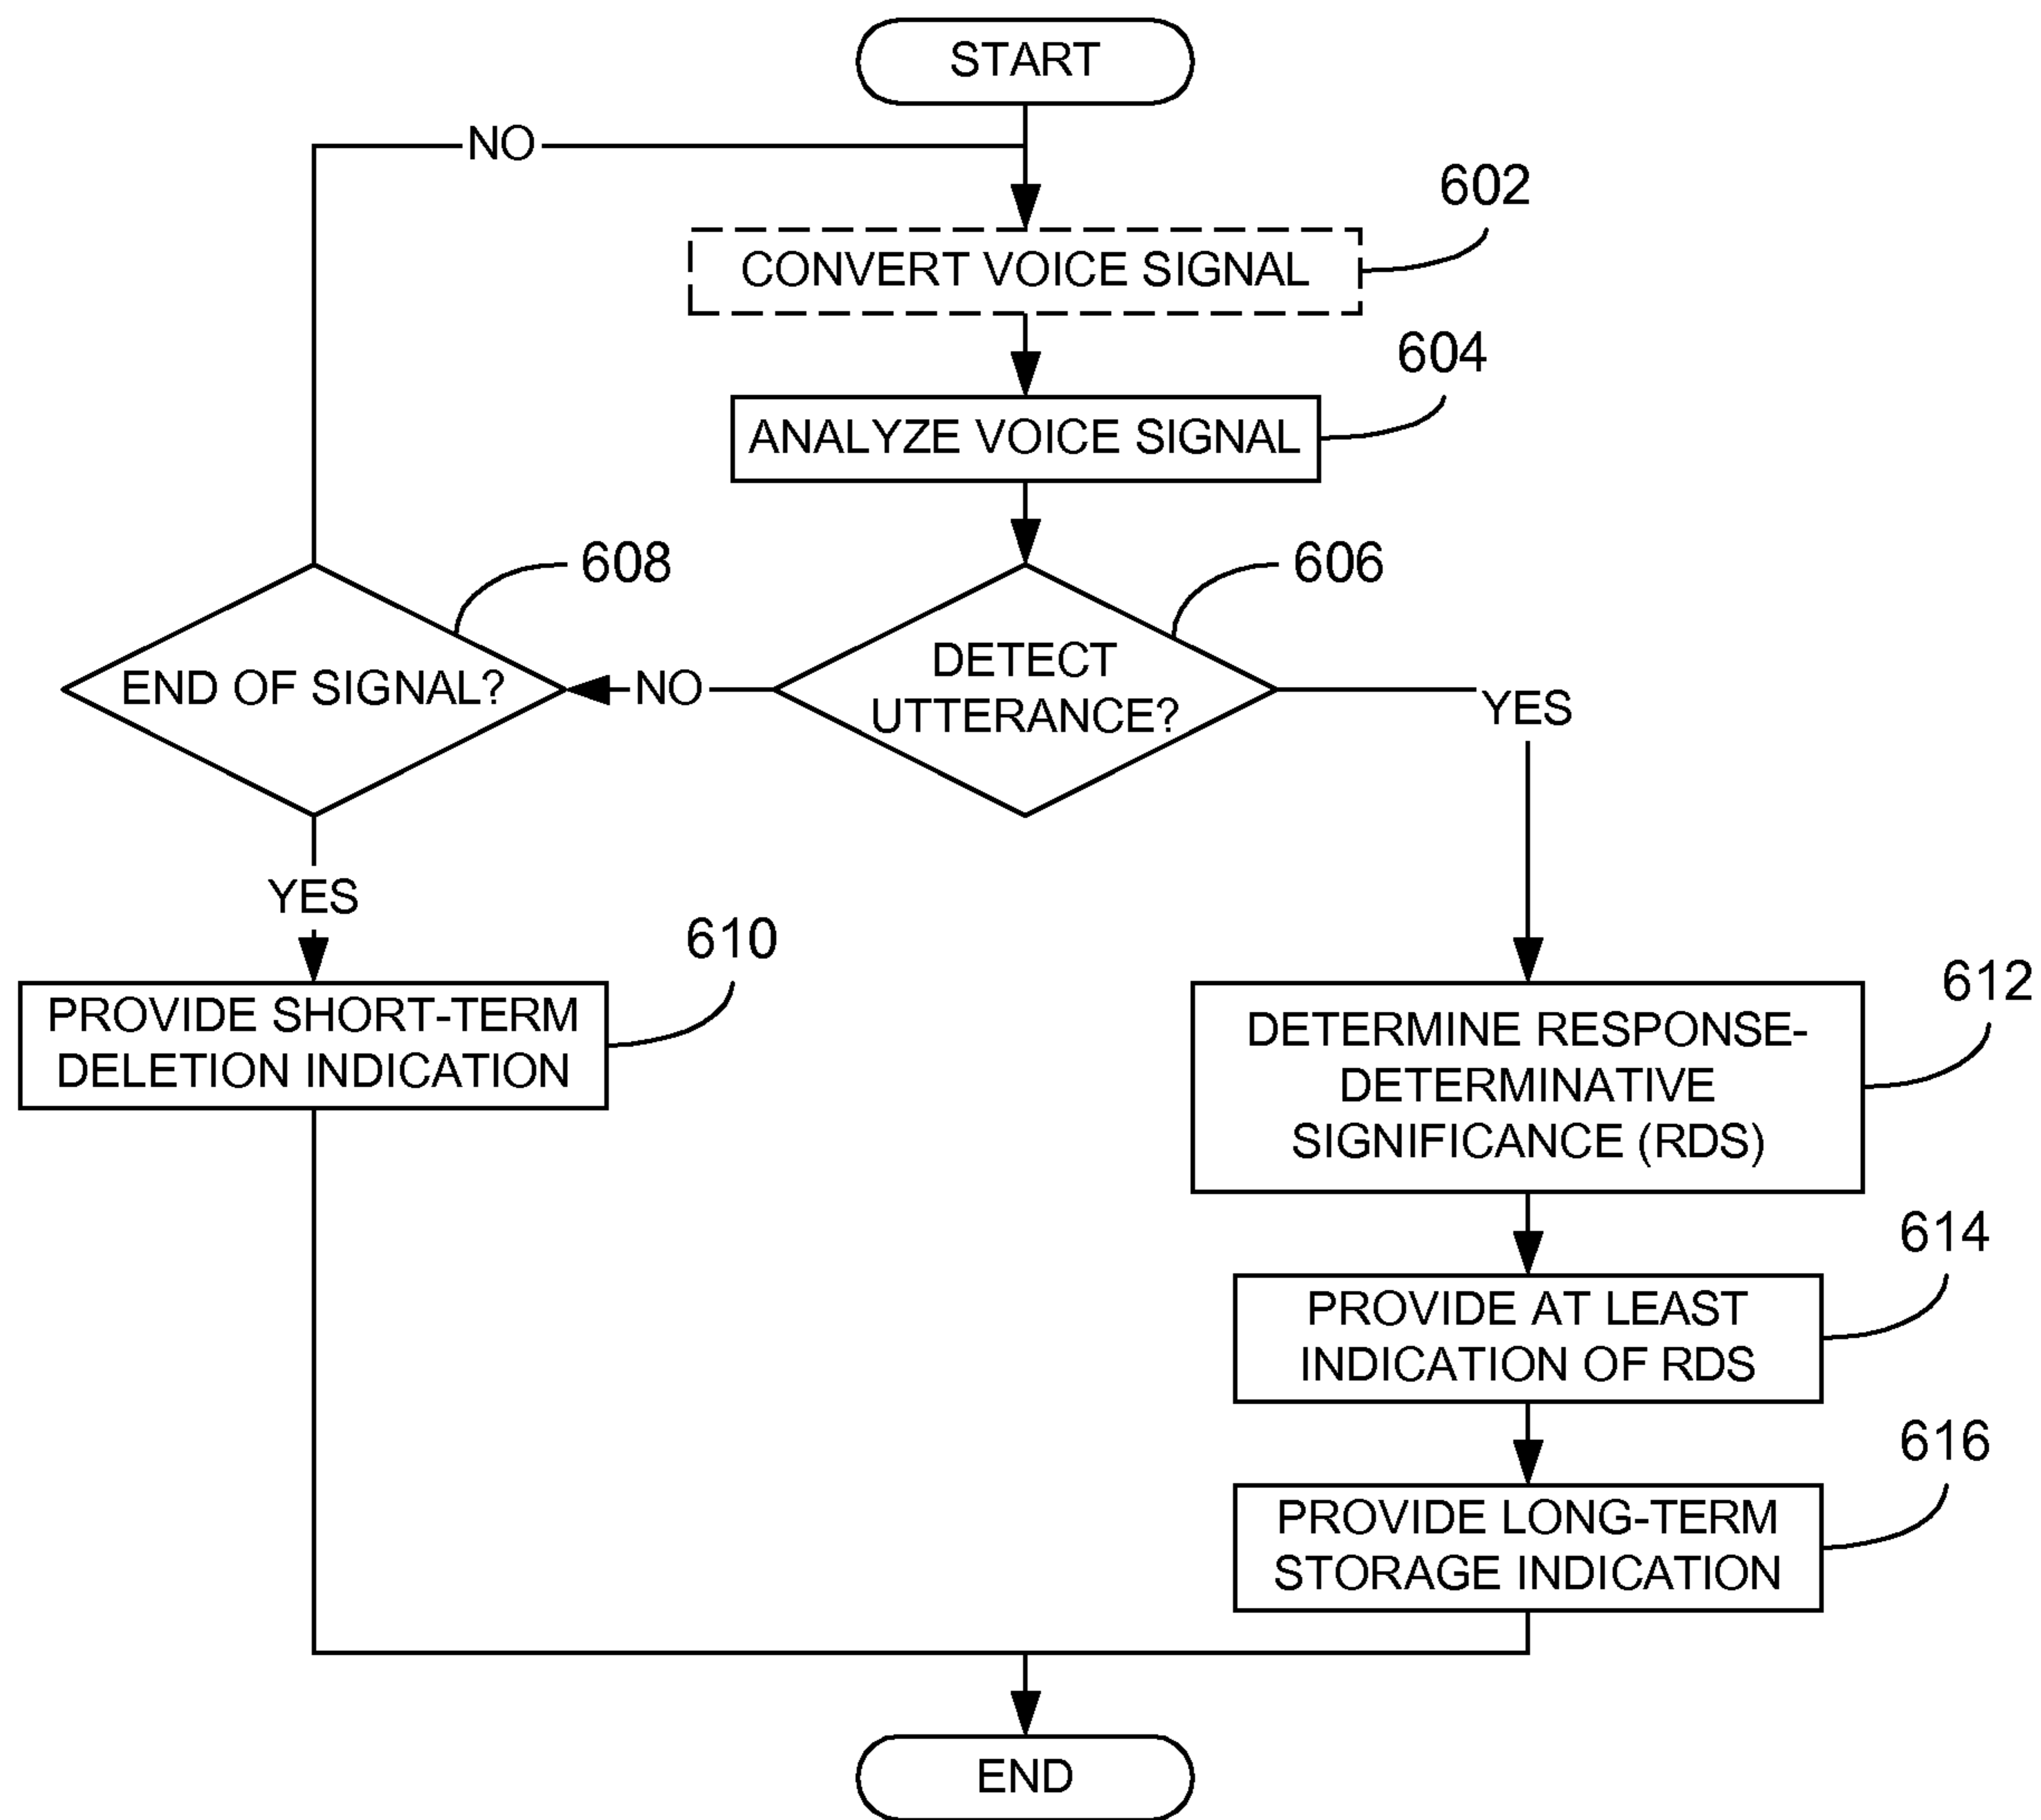 START
NO
602
CONVERT VOICE SIGNAL
604
ANALYZE VOICE SIGNAL
608
606
END OF SIGNAL?
NO
DETECT
UTTERANCE?
YES
YES
610
PROVIDE SHORT-TERM
DELETION INDICATION
612
DETERMINE RESPONSE-
DETERMINATIVE
SIGNIFICANCE (RDS)
614
PROVIDE AT LEAST
INDICATION OF RDS
616
PROVIDE LONG-TERM
STORAGE INDICATION
END